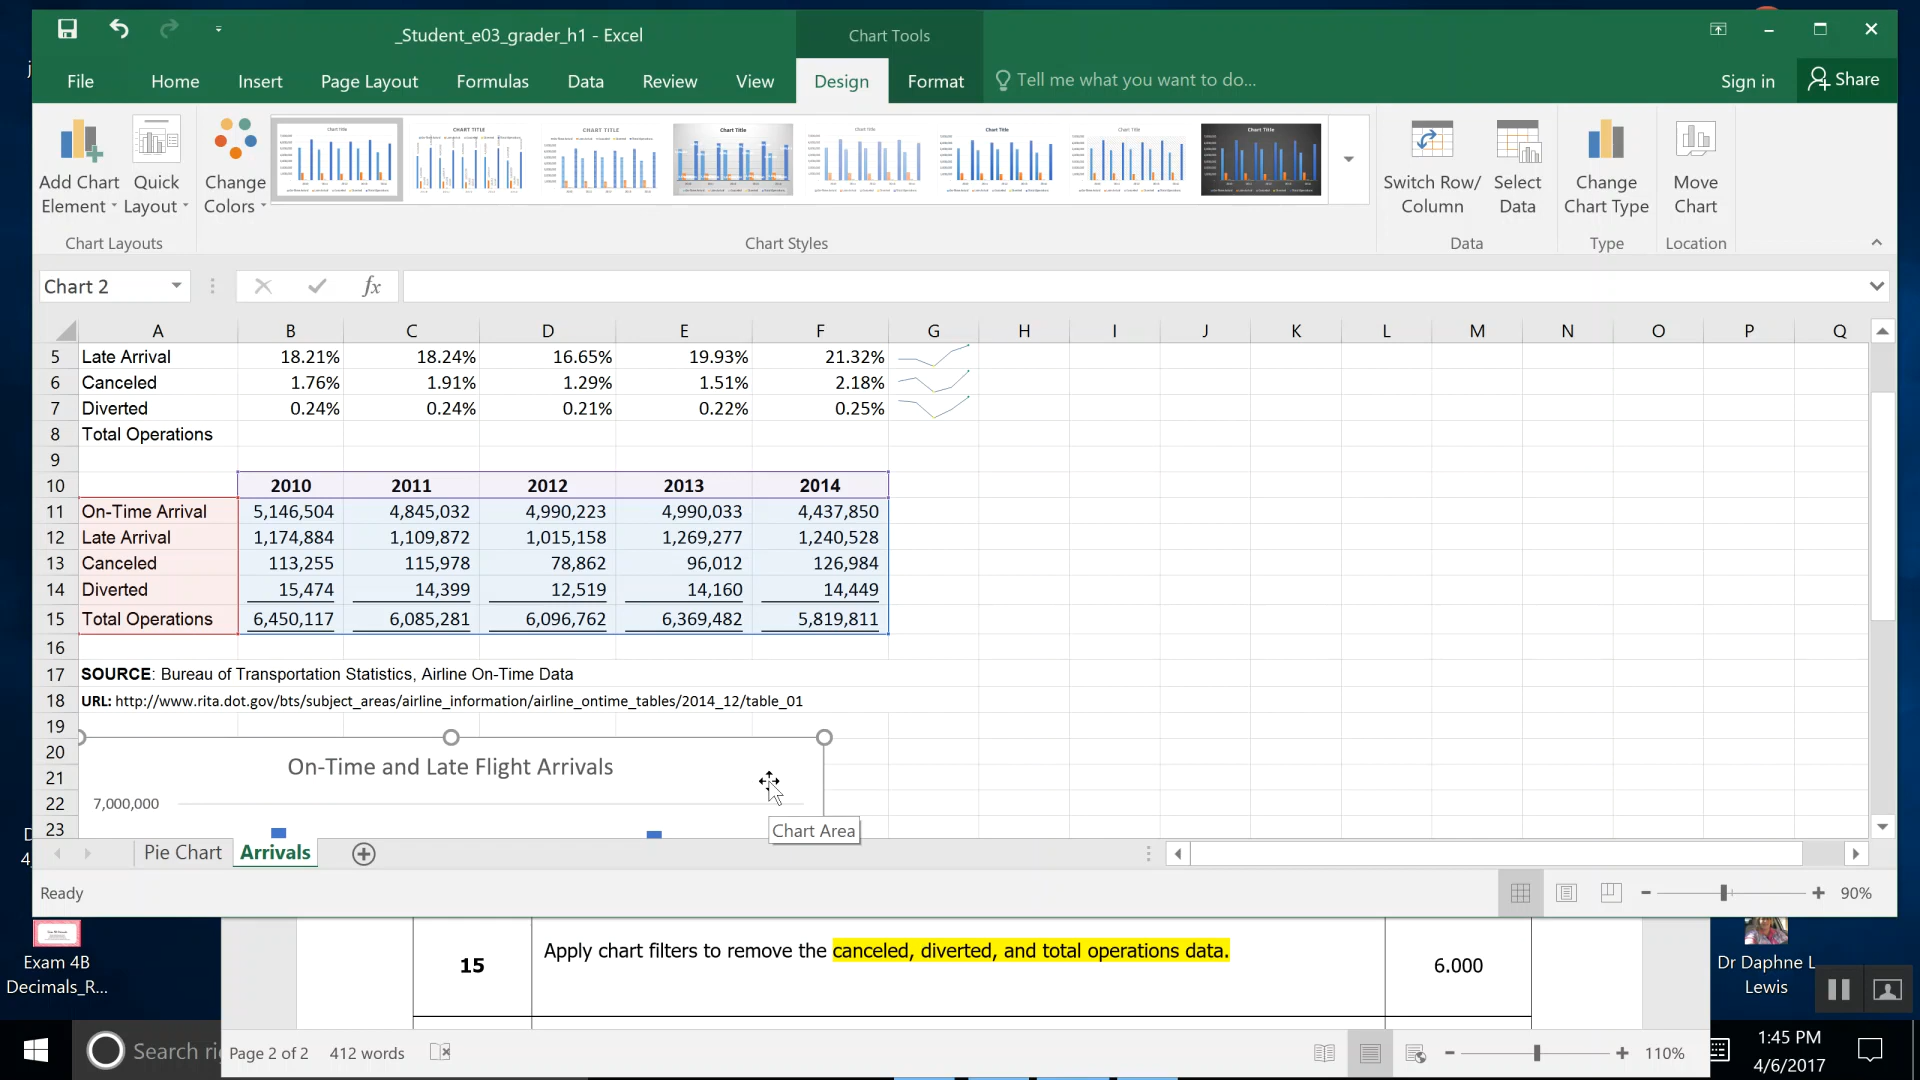 _Student_e03_grader_h1 - Excel
Chart Tools
File Home Insert Page Layout Formulas Data Review View Design Format Tell me what you want to do... Sign in Share
Add Chart Element Quick Layout Change Colors Switch Row/ Column Select Data Change Chart Type Move Chart
Chart Layouts Chart Styles Data Type Location
Chart 2 fx
A B C D E F G H I J K L M N O P Q
5 Late Arrival 18.21% 18.24% 16.65% 19.93% 21.32%
6 Canceled 1.76% 1.91% 1.29% 1.51% 2.18%
7 Diverted 0.24% 0.24% 0.21% 0.22% 0.25%
8 Total Operations
9
10 2010 2011 2012 2013 2014
11 On-Time Arrival 5,146,504 4,845,032 4,990,223 4,990,033 4,437,850
12 Late Arrival 1,174,884 1,109,872 1,015,158 1,269,277 1,240,528
13 Canceled 113,255 115,978 78,862 96,012 126,984
14 Diverted 15,474 14,399 12,519 14,160 14,449
15 Total Operations 6,450,117 6,085,281 6,096,762 6,369,482 5,819,811
16
17 SOURCE: Bureau of Transportation Statistics, Airline On-Time Data
18 URL: http://www.rita.dot.gov/bts/subject_areas/airline_information/airline_ontime_tables/2014_12/table_01
19
20
On-Time and Late Flight Arrivals
21
22 7,000,000
23
Chart Area
Pie Chart Arrivals
Ready 90%
15 Apply chart filters to remove the canceled, diverted, and total operations data. 6.000
Exam 4B
Decimals_R...
Dr Daphne L
Lewis
Search Page 2 of 2 412 words 110%
1:45 PM
4/6/2017